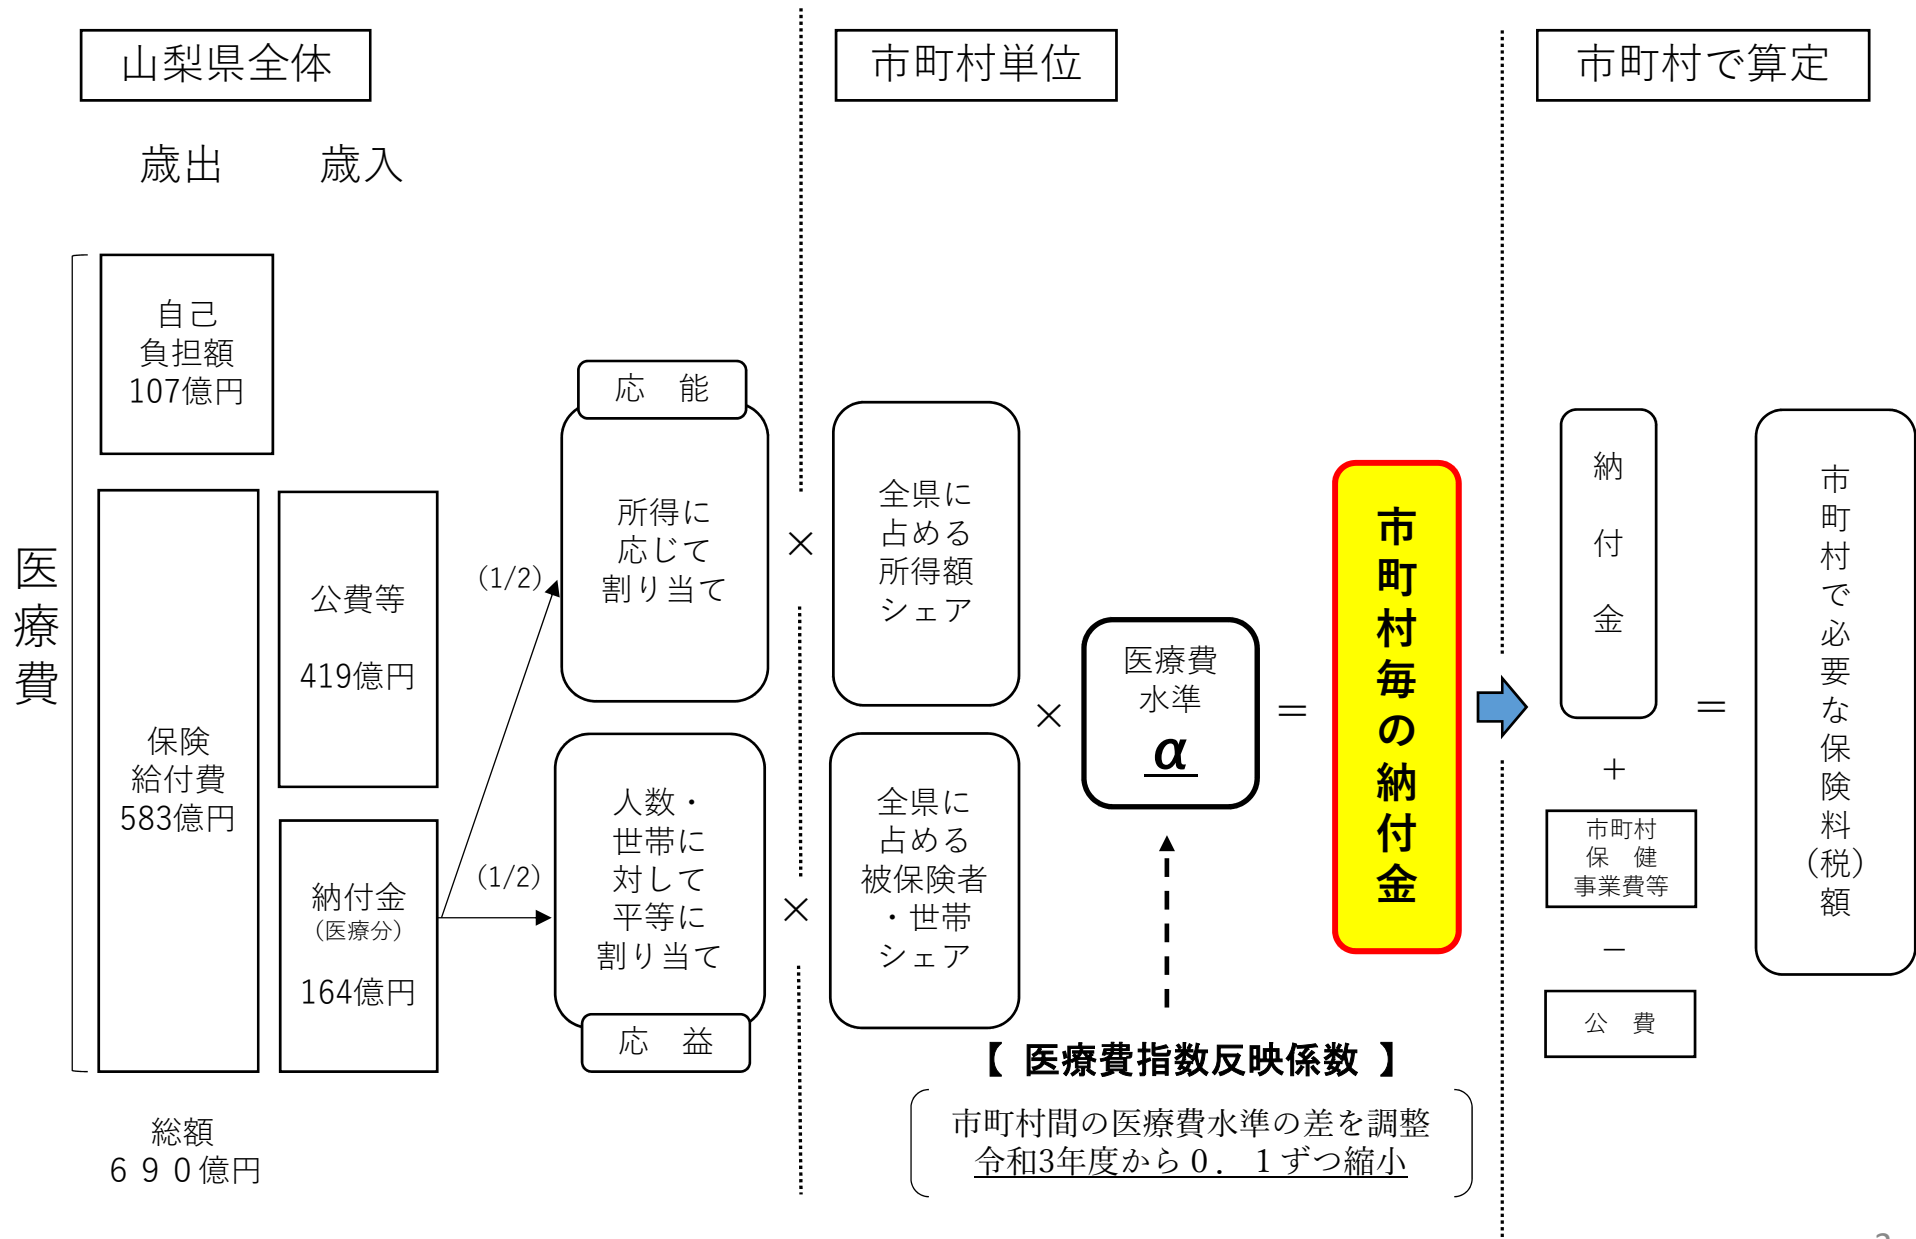 山梨県全体
市町村単位
市町村で算定
歳出
歳入
医療費
自己
負担額
107億円
保険
給付費
583億円
公費等
419億円
納付金
（医療分）
164億円
総額
６９０億円
(1/2)
(1/2)
応　能
所得に
応じて
割り当て
人数・
世帯に
対して
平等に
割り当て
応　益
×
×
全県に
占める
所得額
シェア
全県に
占める
被保険者
・世帯
シェア
×
医療費
水準
α
＝
市町村毎の納付金
【 医療費指数反映係数 】
市町村間の医療費水準の差を調整
令和3年度から０．１ずつ縮小
納付金
＋
市町村
保　健
事業費等
－
公　費
＝
市町村で必要な保険料（税）額